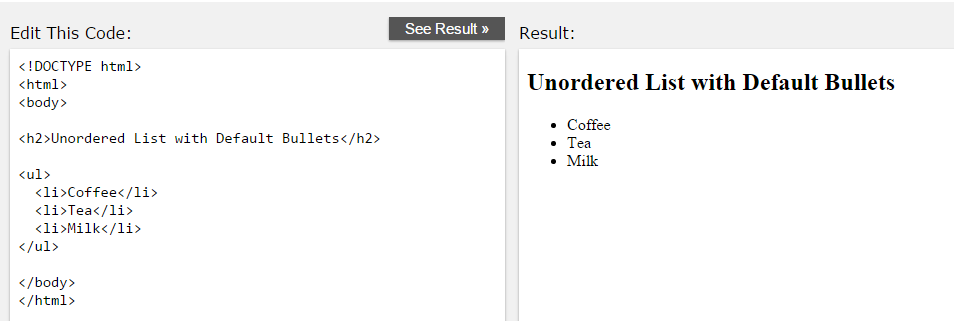 Edit This Code:
See Result »
<!DOCTYPE html>
<html>
<body>
<h2>Unordered List with Default Bullets</h2>
<ul>
  <li>Coffee</li>
  <li>Tea</li>
  <li>Milk</li>
</ul>
</body>
</html>
Result:
Unordered List with Default Bullets
• Coffee
• Tea
• Milk